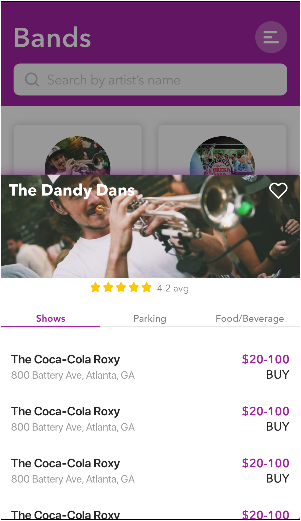 Bands
Search by artist's name
The Dandy Dans
4.2 avg
Shows
Parking
Food/Beverage
The Coca-Cola Roxy
$20-100
800 Battery Ave, Atlanta, GA
BUY
The Coca-Cola Roxy
$20-100
800 Battery Ave, Atlanta, GA
BUY
The Coca-Cola Roxy
$20-100
800 Battery Ave, Atlanta, GA
BUY
The Coca-Cola Roxy
$20-100